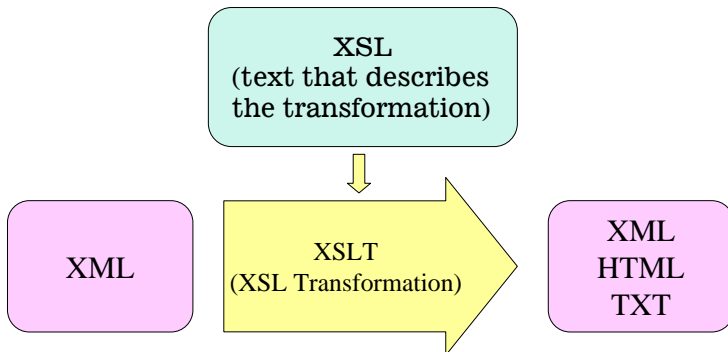 XSL
(text that describes
the transformation)
XML
XSLT
(XSL Transformation)
XML
HTML
TXT